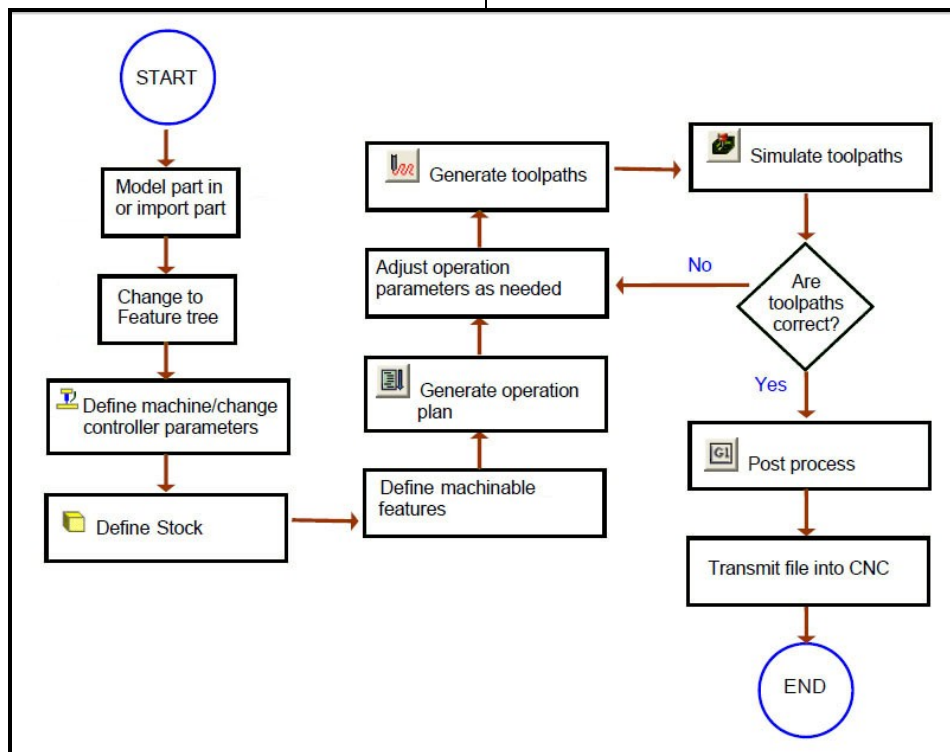 START
Model part in
or import part
Change to
Feature tree
Define machine/change
controller parameters
Define Stock
Define machinable
features
Generate operation
plan
Adjust operation
parameters as needed
Generate toolpaths
Simulate toolpaths
Are
toolpaths
correct?
No
Yes
G1
Post process
Transmit file into CNC
END